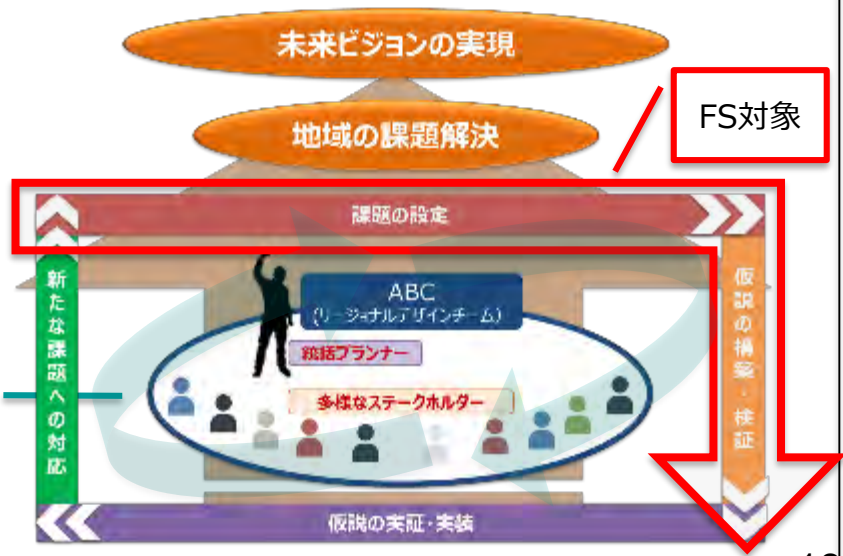 未来ビジョンの実現
地域の課題解決
FS対象
課題の設定
新たな課題への対応
ABC
(リージョナルデザインチーム)
統括プランナー
多様なステークホルダー
仮説の構築・検証
仮説の実証・実装